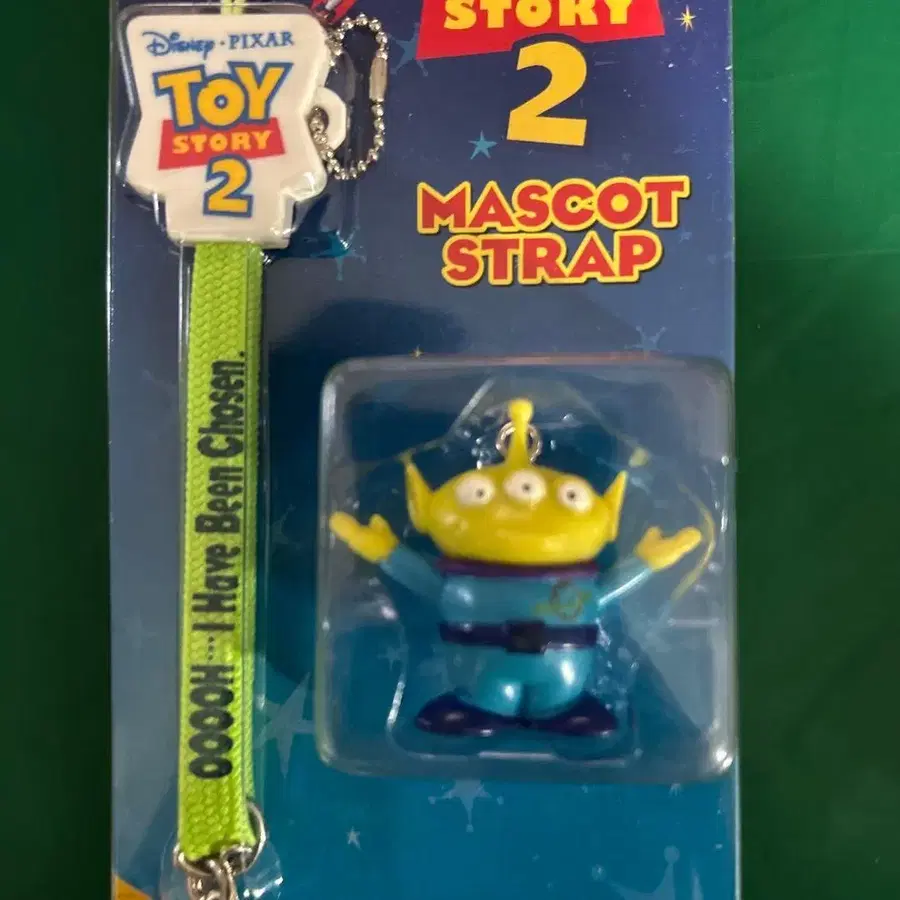 Disney · PIXAR
TOY
STORY
2
OOOOH···I Have Been Chosen.
STORY
2
MASCOT
STRAP